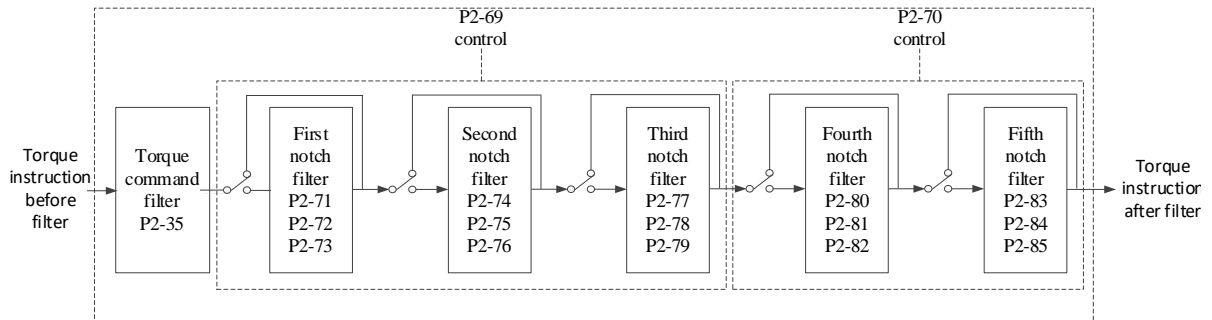 P2-69
control
P2-70
control
Torque
instruction
before
filter
Torque
command
filter
P2-35
First
notch
filter
P2-71
P2-72
P2-73
Second
notch
filter
P2-74
P2-75
P2-76
Third
notch
filter
P2-77
P2-78
P2-79
Fourth
notch
filter
P2-80
P2-81
P2-82
Fifth
notch
filter
P2-83
P2-84
P2-85
Torque
instruction
after filter